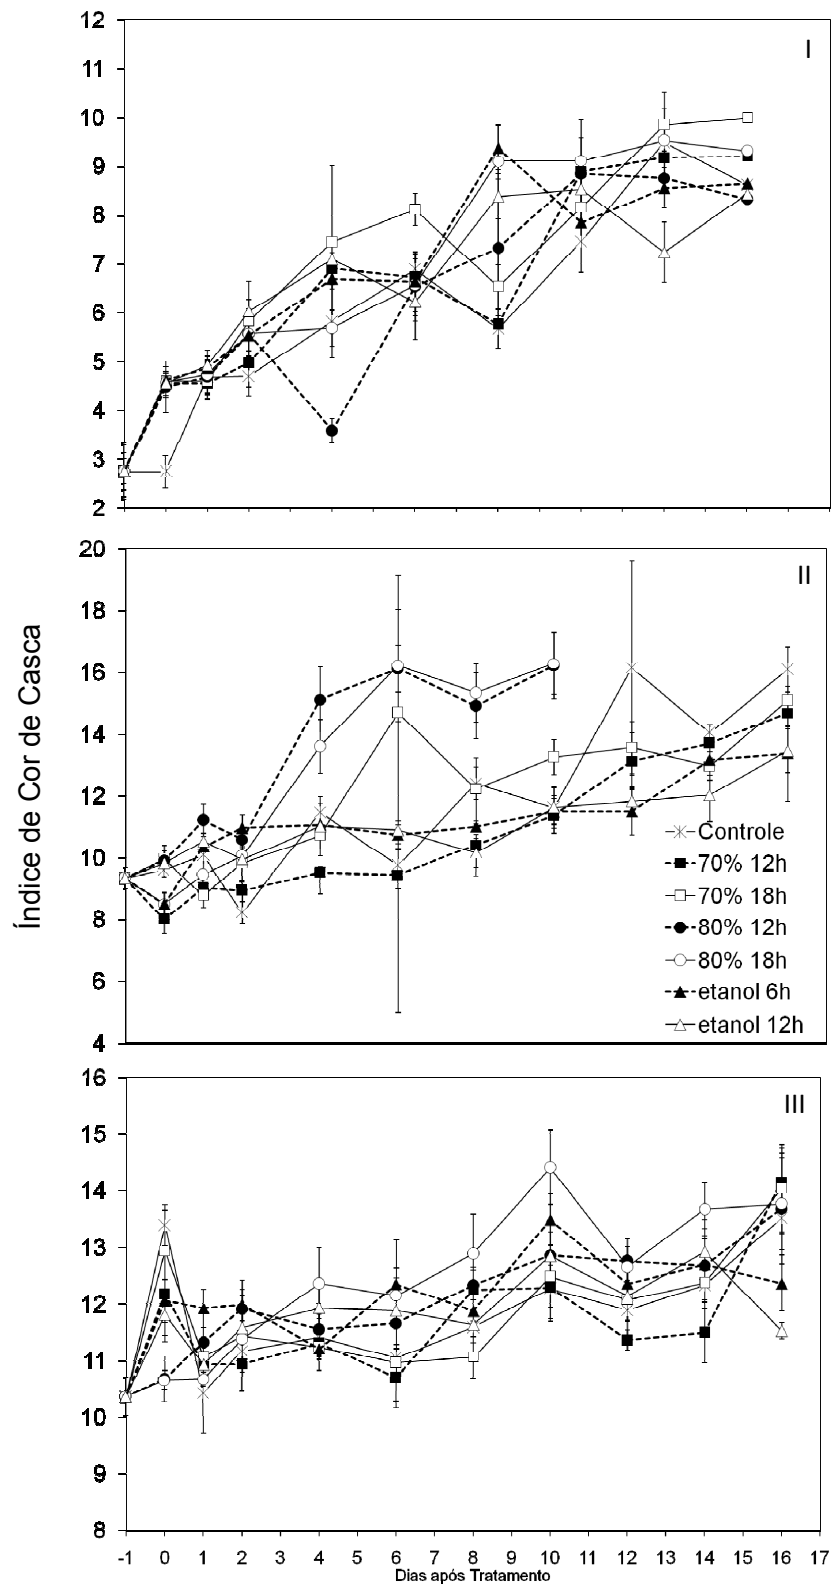 12
11
10
9
8
7
6
5
4
3
2
I
20
18
16
14
12
10
8
6
4
II
Índice de Cor de Casca
Controle
70% 12h
70% 18h
80% 12h
80% 18h
etanol 6h
etanol 12h
16
15
14
13
12
11
10
9
8
III
-1 0 1 2 3 4 5 6 7 8 9 10 11 12 13 14 15 16 17
Dias após Tratamento